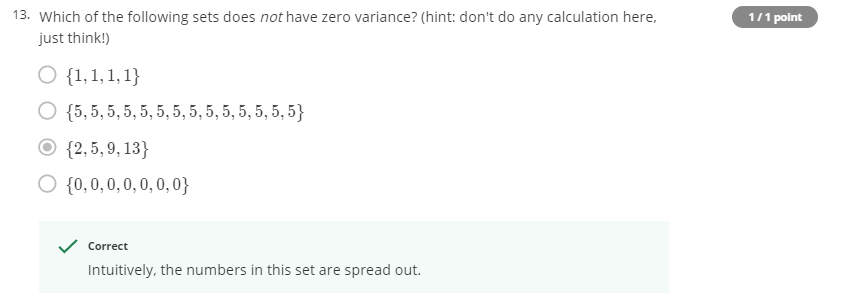 13. Which of the following sets does not have zero variance? (hint: don't do any calculation here,
1 / 1 point
just think!)
{1, 1, 1, 1}
{5, 5, 5, 5, 5, 5, 5, 5, 5, 5, 5, 5, 5, 5}
{2, 5, 9, 13}
{0, 0, 0, 0, 0, 0, 0}
Correct
Intuitively, the numbers in this set are spread out.